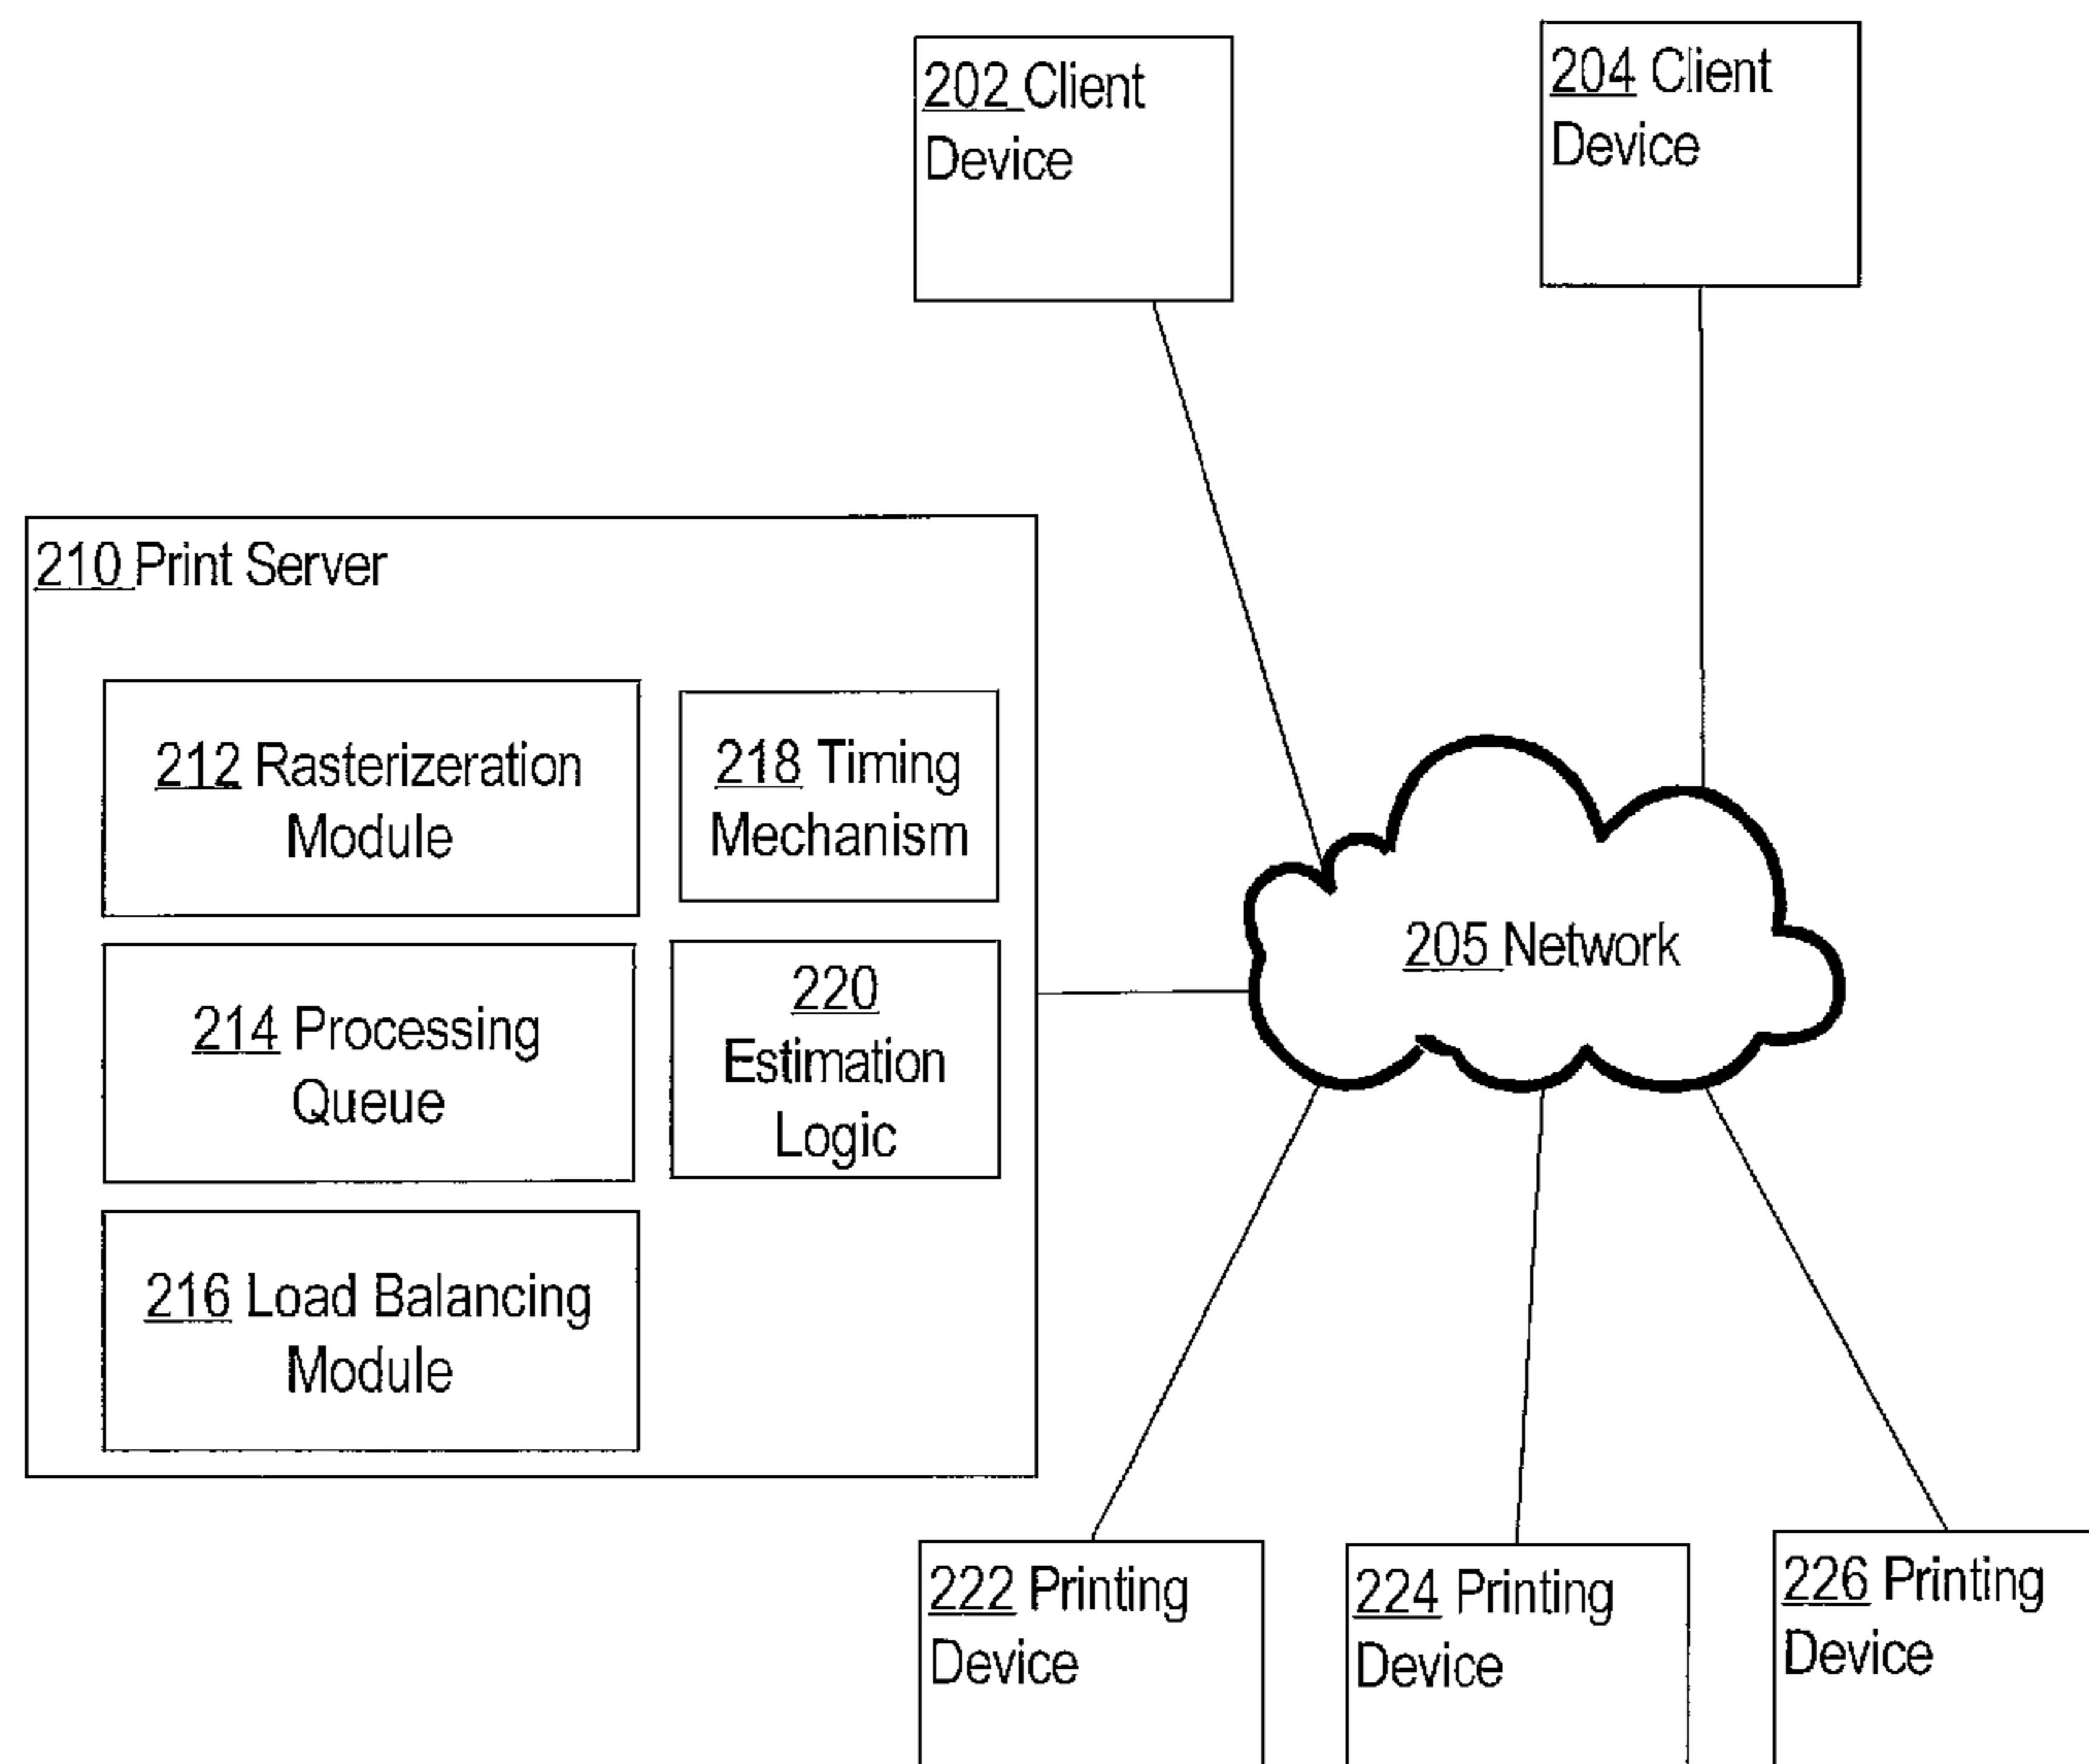 202 Client
Device
204 Client
Device
210 Print Server
212 Rasterizeration
Module
218 Timing
Mechanism
214 Processing
Queue
220
Estimation
Logic
216 Load Balancing
Module
205 Network
222 Printing
Device
224 Printing
Device
226 Printing
Device